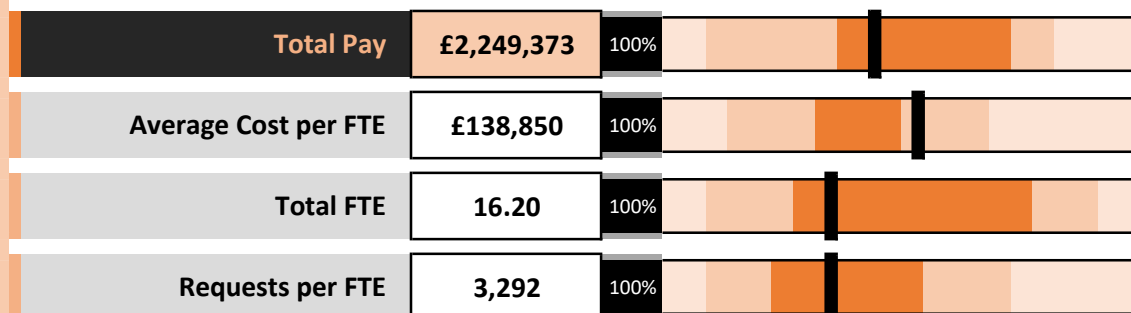 Total Pay £2,249,373 100%
Average Cost per FTE £138,850 100%
Total FTE 16.20 100%
Requests per FTE 3,292 100%